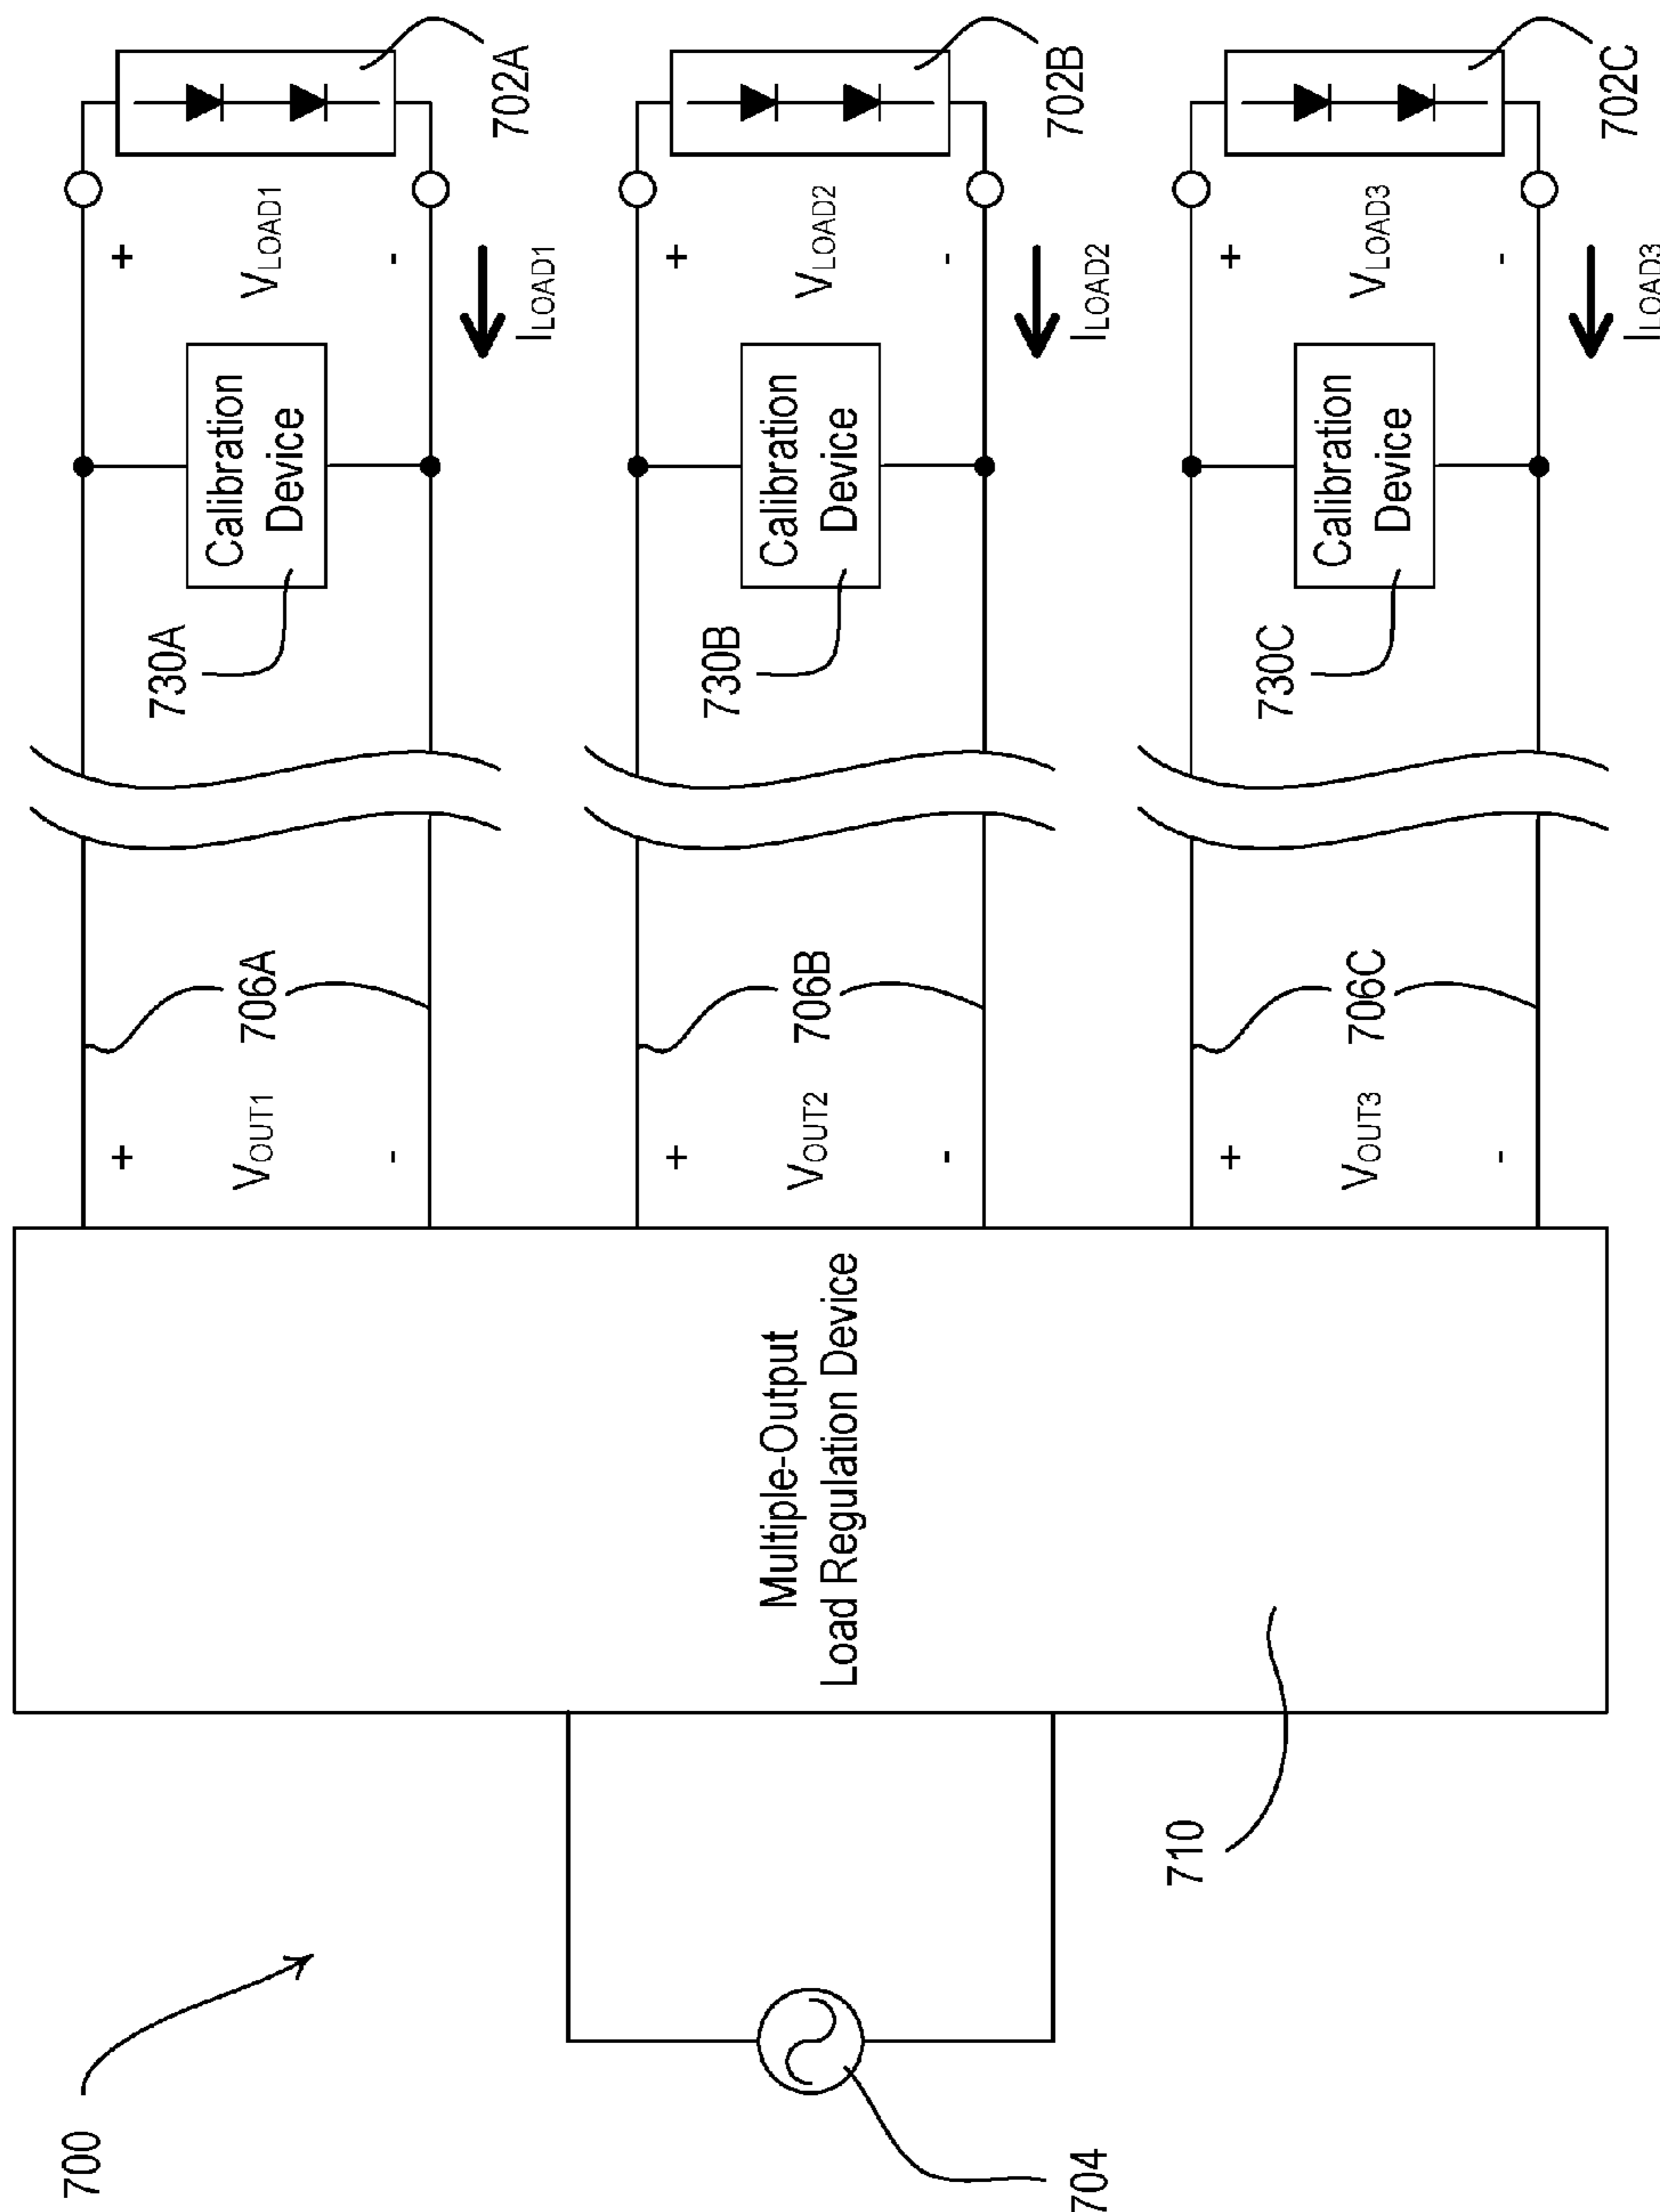 700
704
710
Multiple-Output
Load Regulation Device
+
VOUT1
-
706A
730A
Calibration
Device
+
VLOAD1
-
ILOAD1
702A
+
VOUT2
-
706B
730B
Calibration
Device
+
VLOAD2
-
ILOAD2
702B
+
VOUT3
-
706C
730C
Calibration
Device
+
VLOAD3
-
ILOAD3
702C